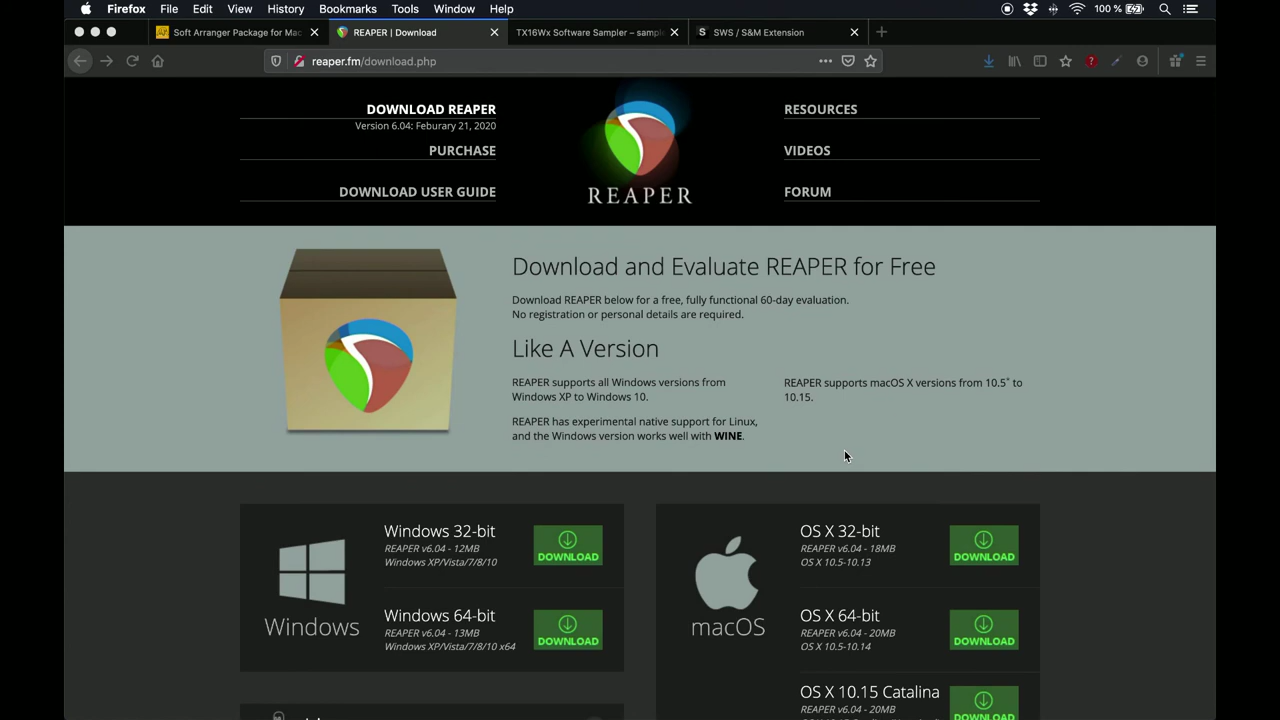 Firefox File Edit View History Bookmarks Tools Window Help
100 %
Soft Arranger Package for Mac
REAPER | Download
TX16Wx Software Sampler – sampl
S SWS / S&M Extension
reaper.fm/download.php
DOWNLOAD REAPER
Version 6.04: Feburary 21, 2020
PURCHASE
DOWNLOAD USER GUIDE
REAPER
RESOURCES
VIDEOS
FORUM
Download and Evaluate REAPER for Free
Download REAPER below for a free, fully functional 60-day evaluation.
No registration or personal details are required.
Like A Version
REAPER supports all Windows versions from
Windows XP to Windows 10.
REAPER has experimental native support for Linux,
and the Windows version works well with WINE.
REAPER supports macOS X versions from 10.5* to
10.15.
Windows
Windows 32-bit
REAPER v6.04 - 12MB
Windows XP/Vista/7/8/10
DOWNLOAD
Windows 64-bit
REAPER v6.04 - 13MB
Windows XP/Vista/7/8/10 x64
DOWNLOAD
macOS
OS X 32-bit
REAPER v6.04 - 18MB
OS X 10.5-10.13
DOWNLOAD
OS X 64-bit
REAPER v6.04 - 20MB
OS X 10.5-10.14
DOWNLOAD
OS X 10.15 Catalina
REAPER v6.04 - 20MB
DOWNLOAD